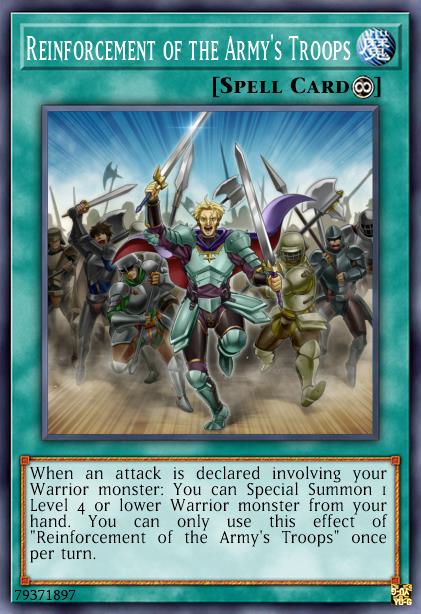 Reinforcement of the Army's Troops
[Spell Card]
When an attack is declared involving your
Warrior monster: You can Special Summon 1
Level 4 or lower Warrior monster from your
hand. You can only use this effect of
"Reinforcement of the Army's Troops" once
per turn.
79371897